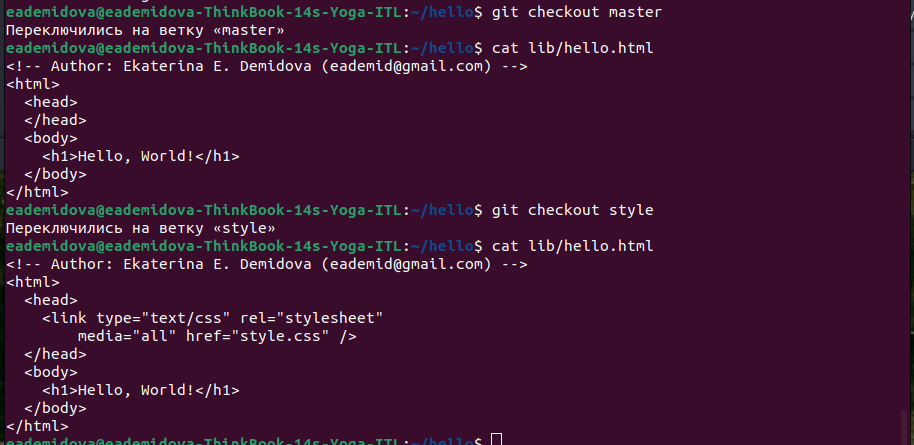 eademidova@eademidova-ThinkBook-14s-Yoga-ITL:~/hello$ git checkout master
Переключились на ветку «master»
eademidova@eademidova-ThinkBook-14s-Yoga-ITL:~/hello$ cat lib/hello.html
<!-- Author: Ekaterina E. Demidova (eademid@gmail.com) -->
<html>
  <head>
  </head>
  <body>
    <h1>Hello, World!</h1>
  </body>
</html>
eademidova@eademidova-ThinkBook-14s-Yoga-ITL:~/hello$ git checkout style
Переключились на ветку «style»
eademidova@eademidova-ThinkBook-14s-Yoga-ITL:~/hello$ cat lib/hello.html
<!-- Author: Ekaterina E. Demidova (eademid@gmail.com) -->
<html>
  <head>
    <link type="text/css" rel="stylesheet"
        media="all" href="style.css" />
  </head>
  <body>
    <h1>Hello, World!</h1>
  </body>
</html>
eademidova@eademidova-ThinkBook-14s-Yoga-ITL:~/hello$